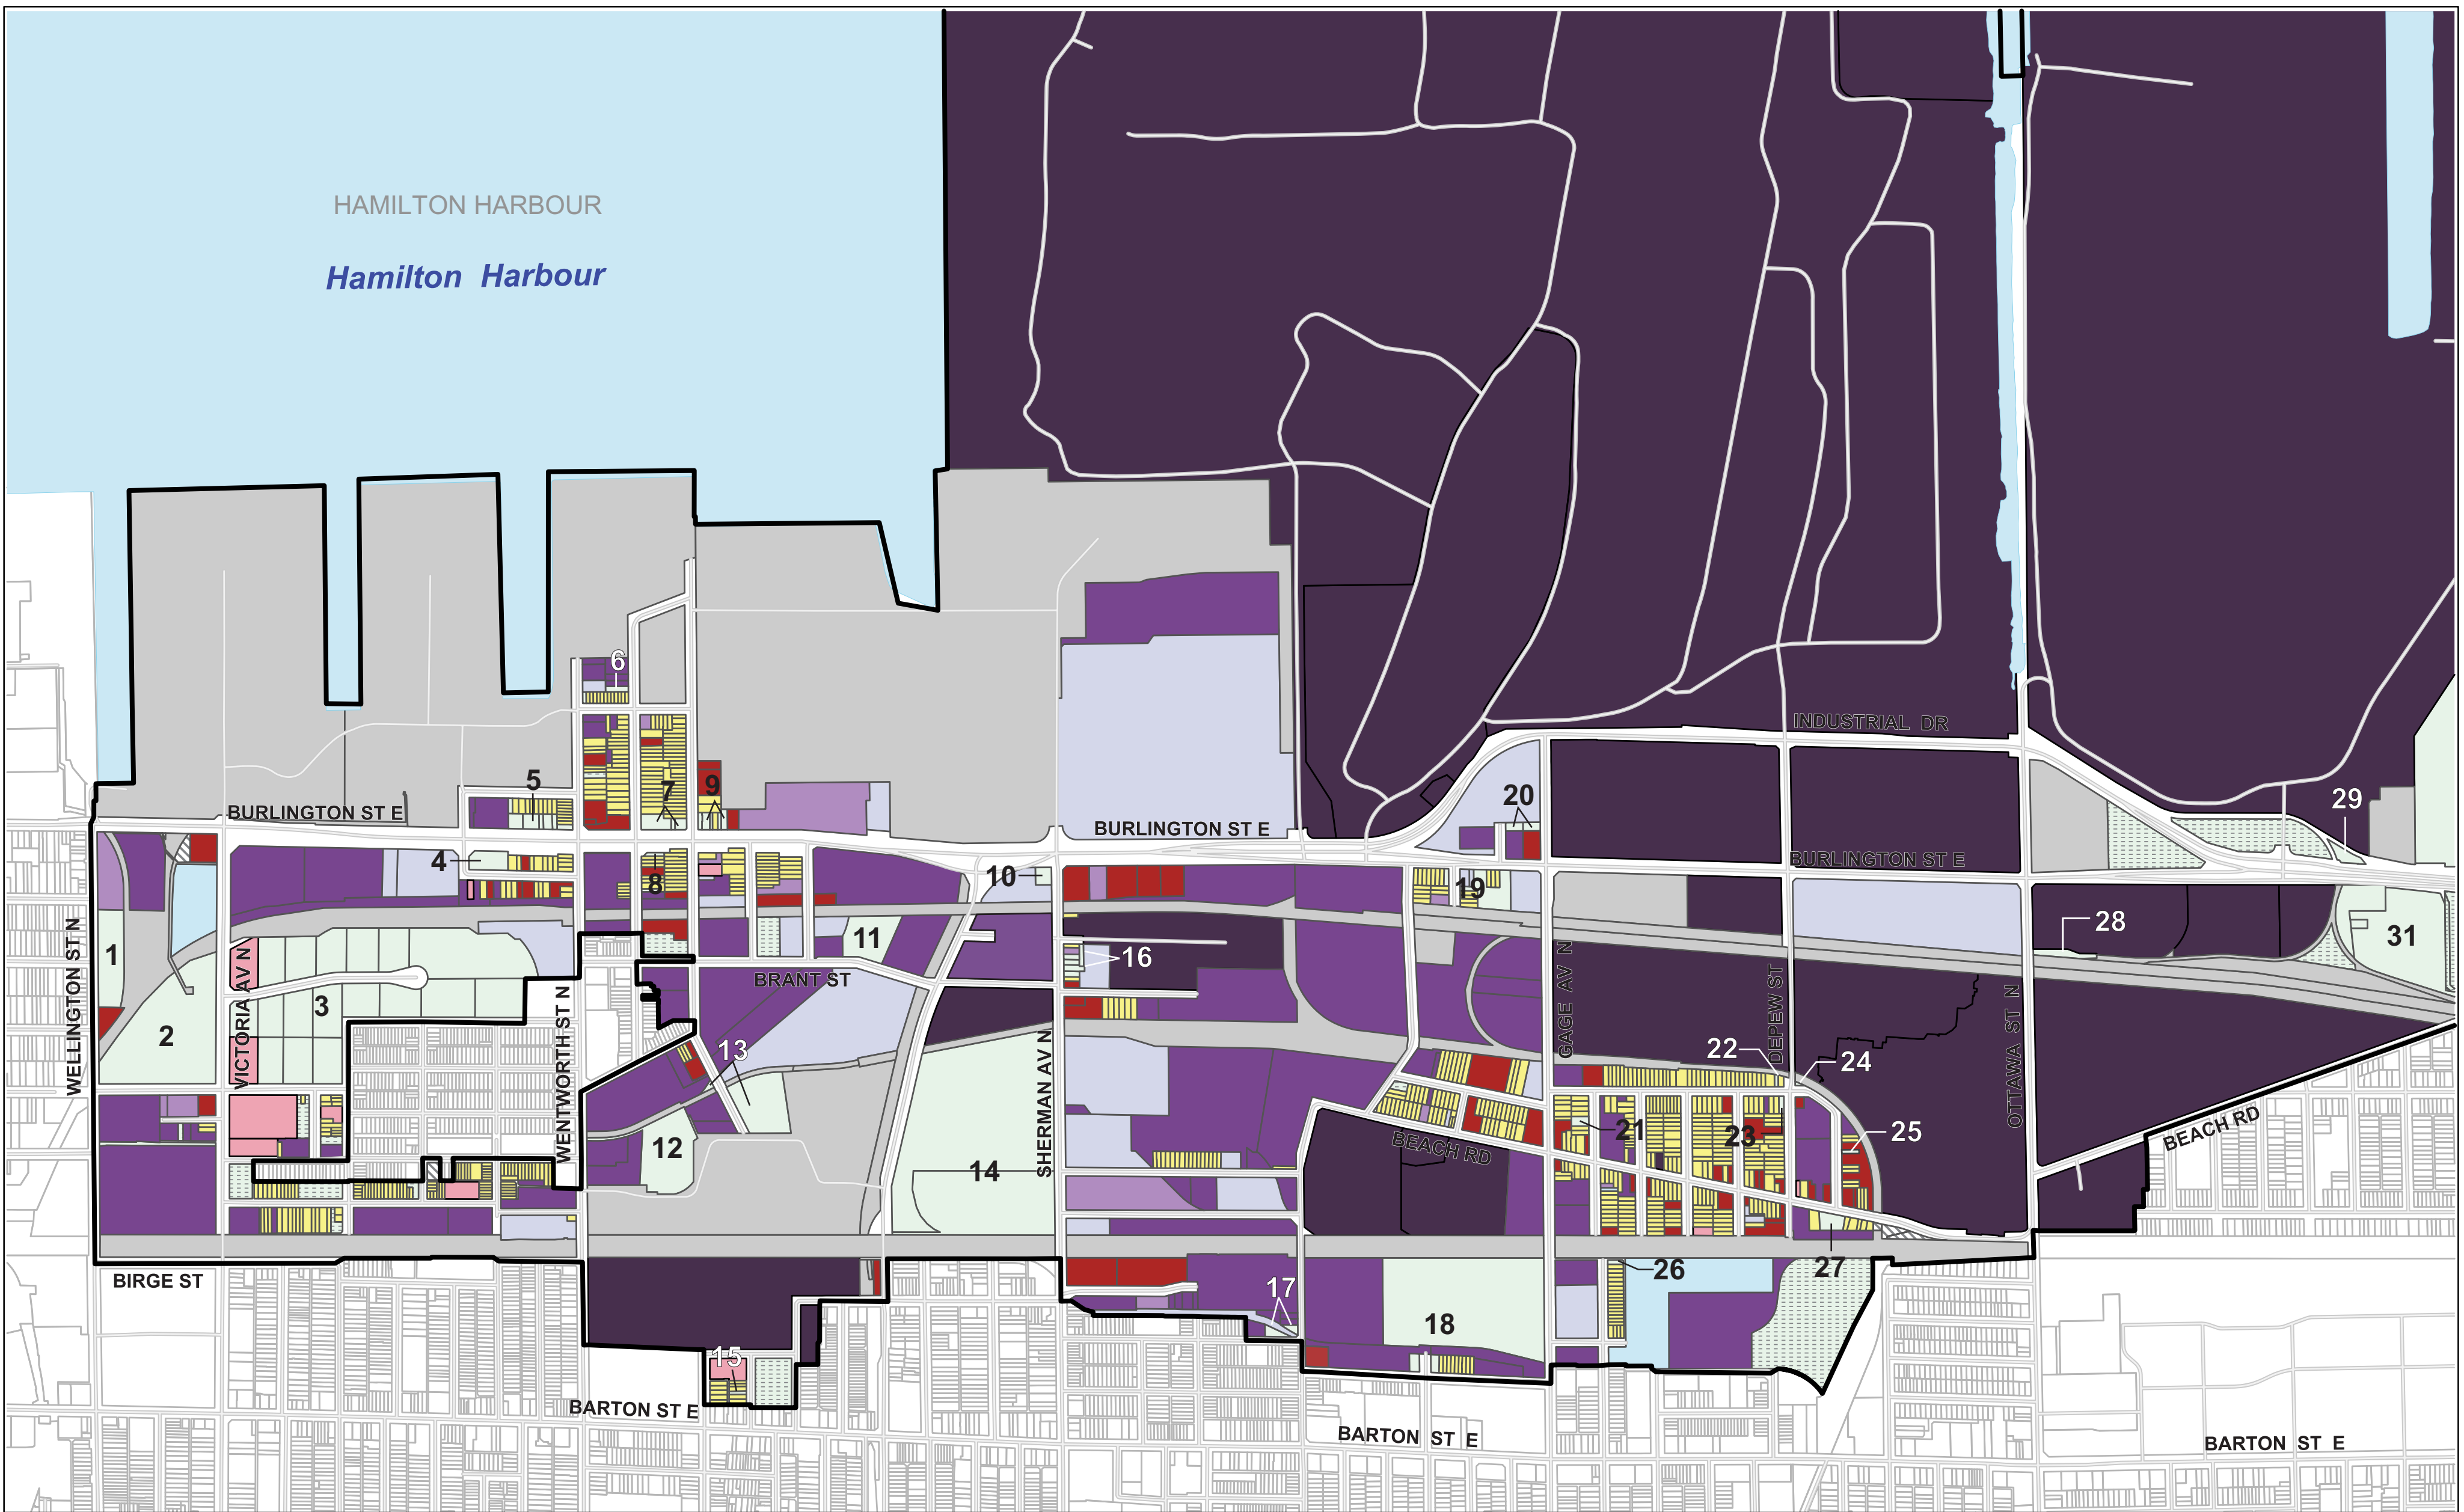 HAMILTON HARBOUR
Hamilton Harbour
6
INDUSTRIAL DR
5
7
9
20
29
BURLINGTON ST E
BURLINGTON ST E
BURLINGTON ST E
4
8
10
19
28
1
11
16
31
WELLINGTON ST N
VICTORIA AV N
BRANT ST
GAGE AV N
DEPEW ST
OTTAWA ST N
2
3
WENTWORTH ST N
13
SHERMAN AV N
22
24
12
14
BEACH RD
21
23
25
BEACH RD
BIRGE ST
17
26
27
18
15
BARTON ST E
BARTON ST E
BARTON ST E